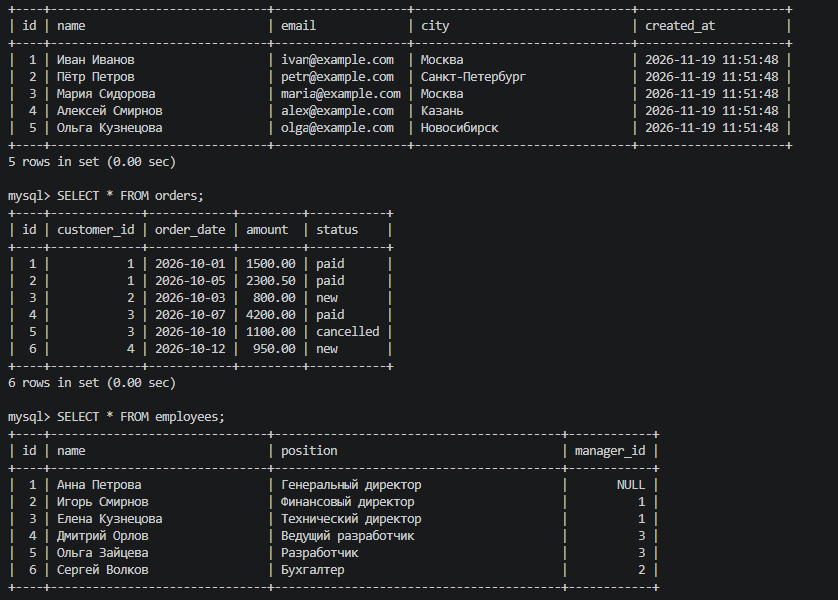 +----+---------------------------+------------------+---------------------------+---------------------+
| id | name | email | city | created_at |
+----+---------------------------+------------------+---------------------------+---------------------+
| 1 | Иван Иванов | ivan@example.com | Москва | 2026-11-19 11:51:48 |
| 2 | Пётр Петров | petr@example.com | Санкт-Петербург | 2026-11-19 11:51:48 |
| 3 | Мария Сидорова | maria@example.com | Москва | 2026-11-19 11:51:48 |
| 4 | Алексей Смирнов | alex@example.com | Казань | 2026-11-19 11:51:48 |
| 5 | Ольга Кузнецова | olga@example.com | Новосибирск | 2026-11-19 11:51:48 |
+----+---------------------------+------------------+---------------------------+---------------------+
5 rows in set (0.00 sec)
mysql> SELECT * FROM orders;
+----+-------------+------------+---------+-----------+
| id | customer_id | order_date | amount | status |
+----+-------------+------------+---------+-----------+
| 1 | 1 | 2026-10-01 | 1500.00 | paid |
| 2 | 1 | 2026-10-05 | 2300.50 | paid |
| 3 | 2 | 2026-10-03 | 800.00 | new |
| 4 | 3 | 2026-10-07 | 4200.00 | paid |
| 5 | 3 | 2026-10-10 | 1100.00 | cancelled |
| 6 | 4 | 2026-10-12 | 950.00 | new |
+----+-------------+------------+---------+-----------+
6 rows in set (0.00 sec)
mysql> SELECT * FROM employees;
+----+-------------------------------+-----------------------------------------+------------+
| id | name | position | manager_id |
+----+-------------------------------+-----------------------------------------+------------+
| 1 | Анна Петрова | Генеральный директор | NULL |
| 2 | Игорь Смирнов | Финансовый директор | 1 |
| 3 | Елена Кузнецова | Технический директор | 1 |
| 4 | Дмитрий Орлов | Ведущий разработчик | 3 |
| 5 | Ольга Зайцева | Разработчик | 3 |
| 6 | Сергей Волков | Бухгалтер | 2 |
+----+-------------------------------+-----------------------------------------+------------+